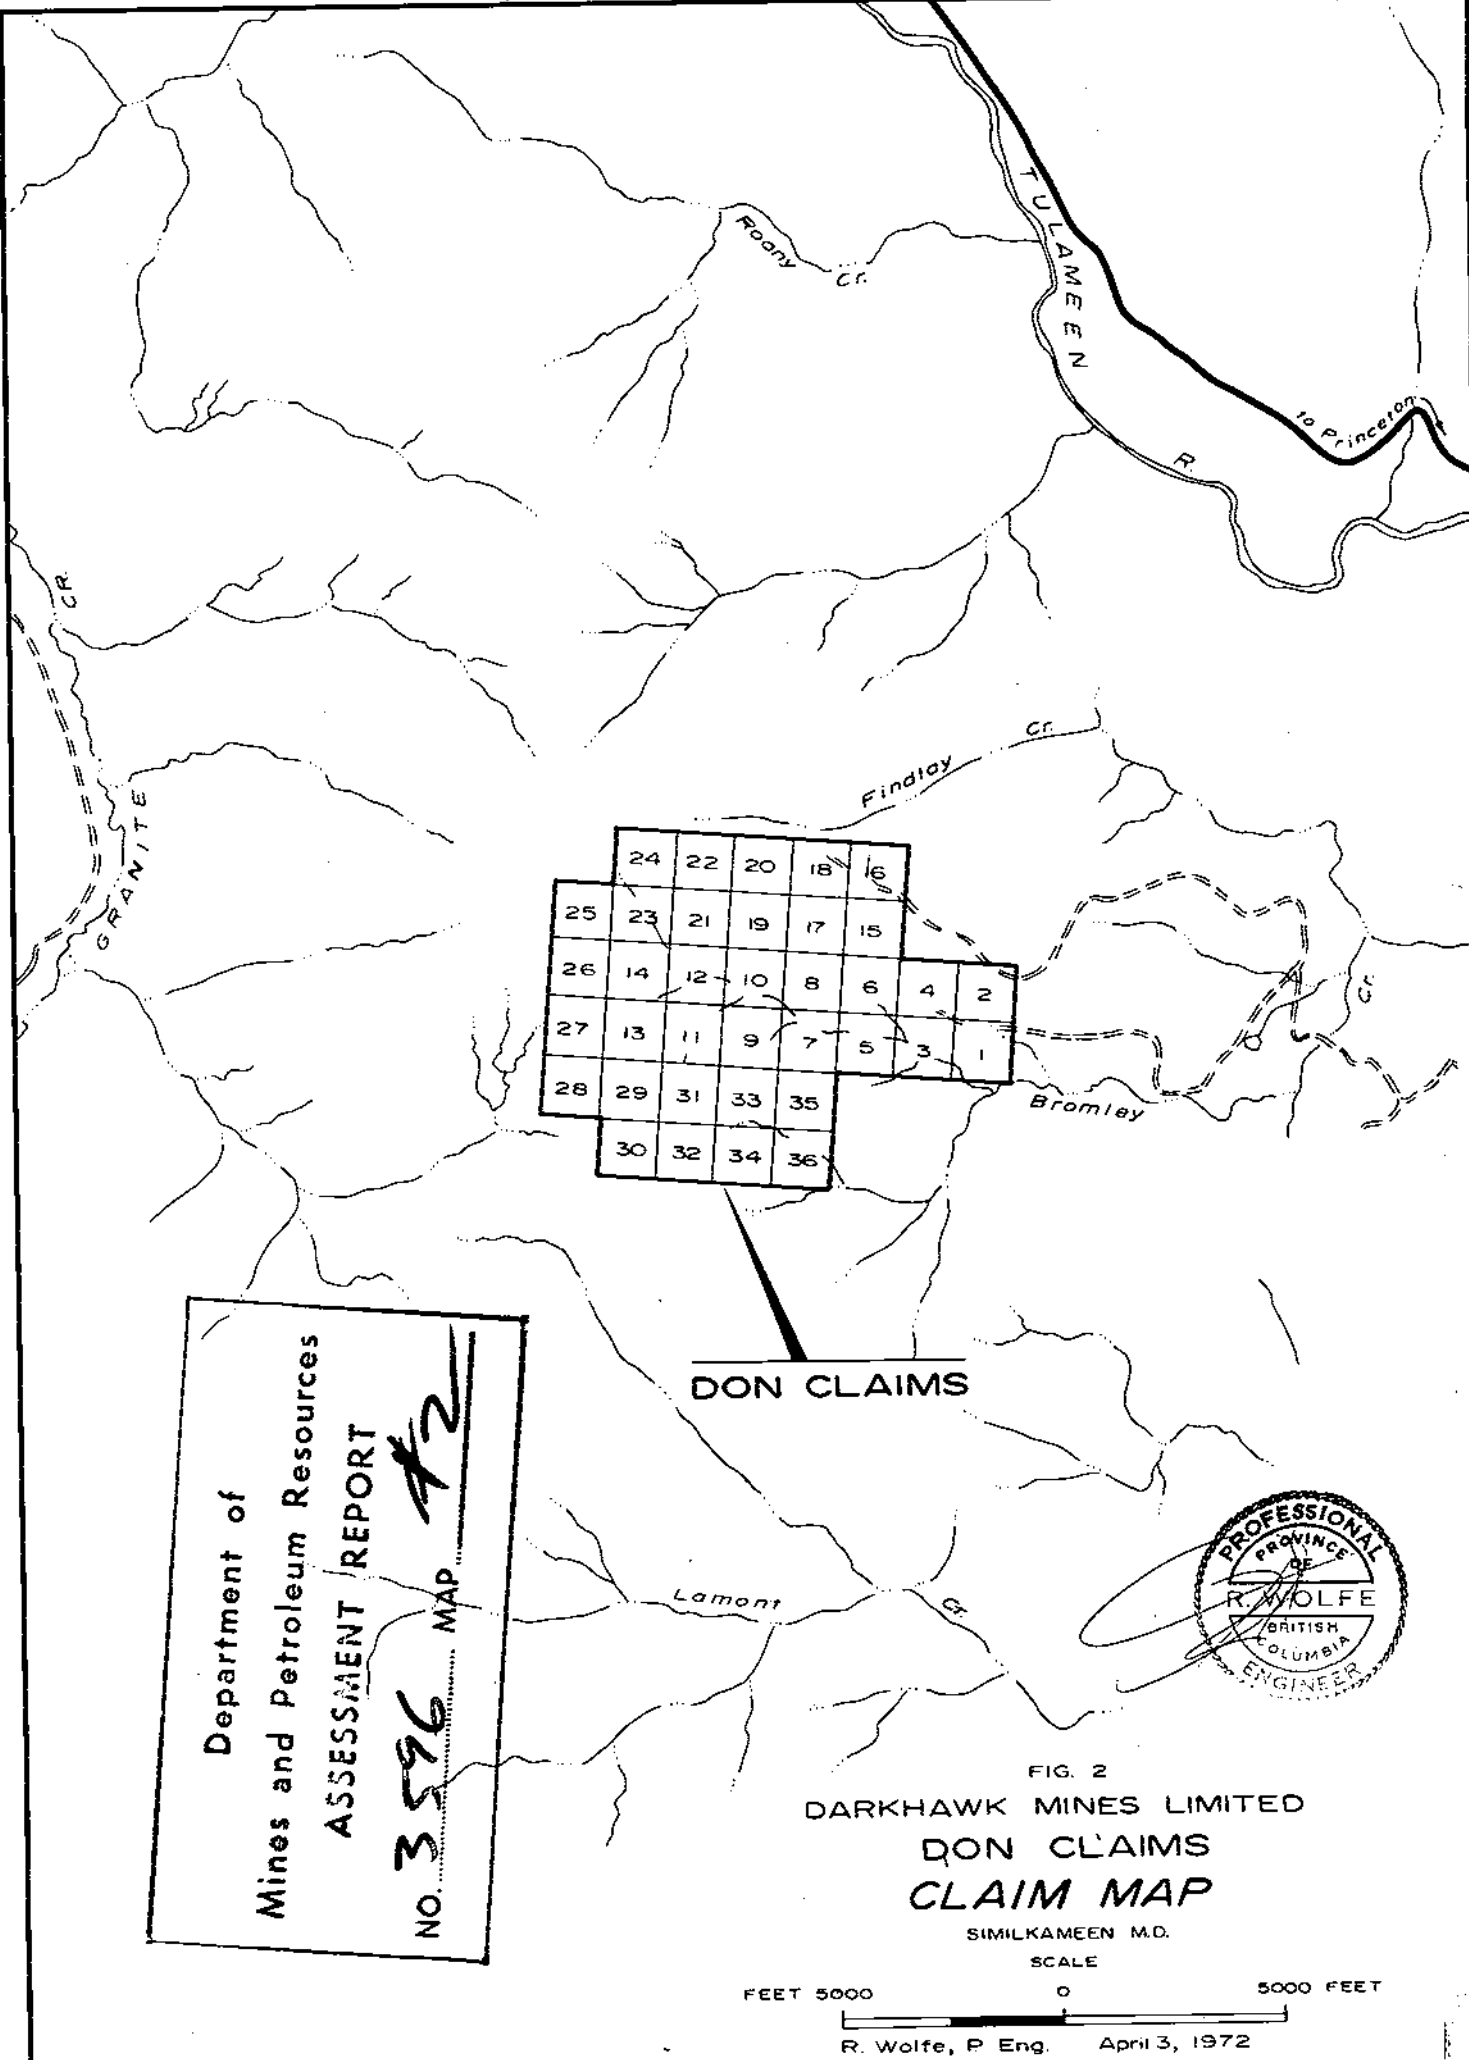 TULAMEEN
R.
to Princeton
Roany Cr.
CR.
GRANITE
Findlay Cr.
24 22 20 18 16
25 23 21 19 17 15
26 14 12 10 8 6 4 2
27 13 11 9 7 5 3 1
28 29 31 33 35
30 32 34 36
Cr.
Bromley
DON CLAIMS
Department of
Mines and Petroleum Resources
ASSESSMENT REPORT
NO. 3596 MAP #2
Lamont Cr.
PROFESSIONAL
PROVINCE
OF
R. WOLFE
BRITISH
COLUMBIA
ENGINEER
FIG. 2
DARKHAWK MINES LIMITED
DON CLAIMS
CLAIM MAP
SIMILKAMEEN M.D.
SCALE
FEET 5000 0 5000 FEET
R. Wolfe, P. Eng. April 3, 1972